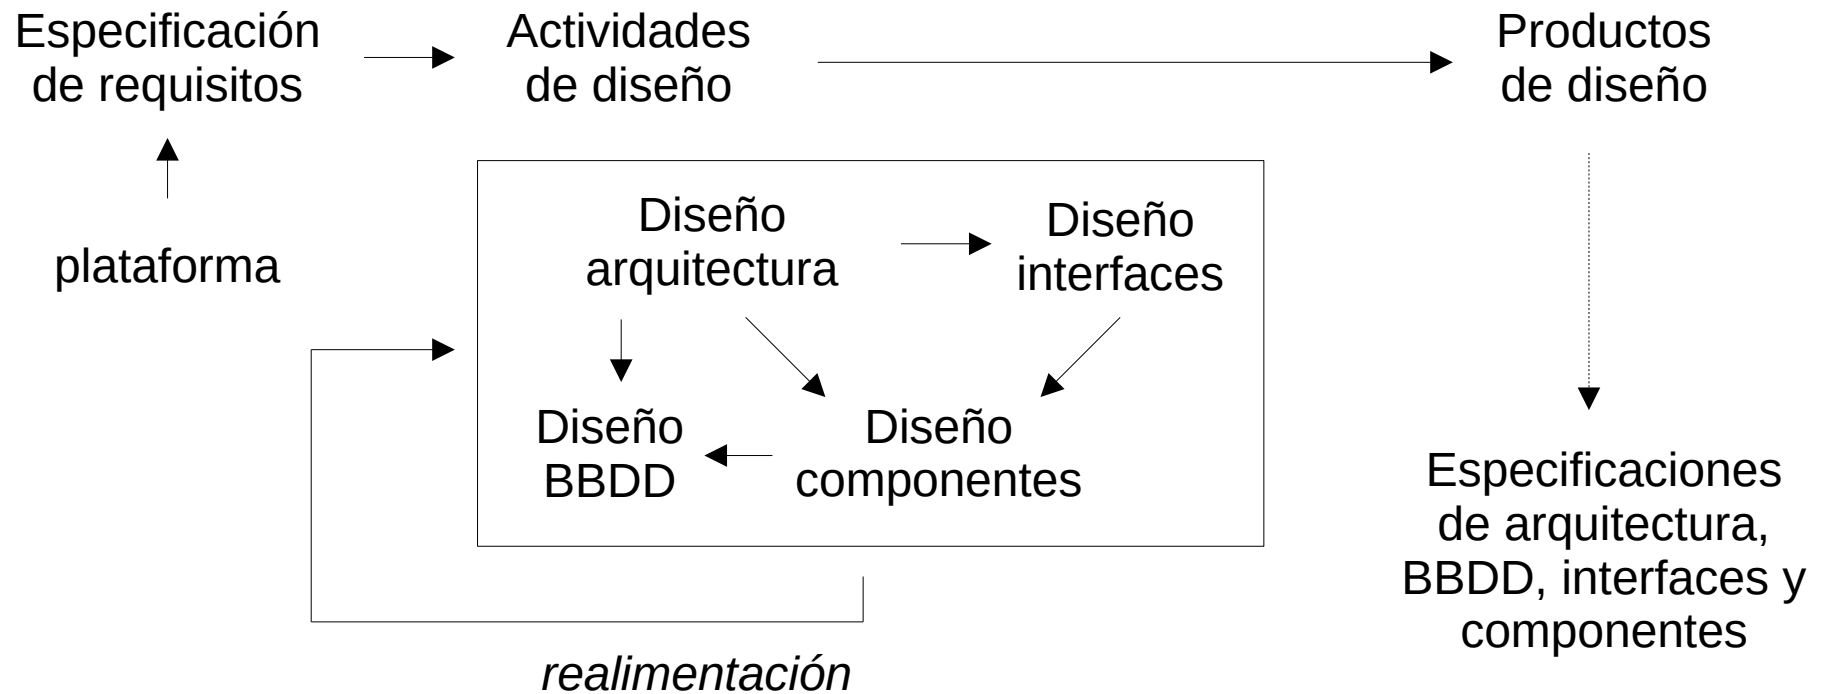 Especificación
de requisitos
Actividades
de diseño
Productos
de diseño
plataforma
Diseño
arquitectura
Diseño
interfaces
Diseño
BBDD
Diseño
componentes
Especificaciones
de arquitectura,
BBDD, interfaces y
componentes
realimentación